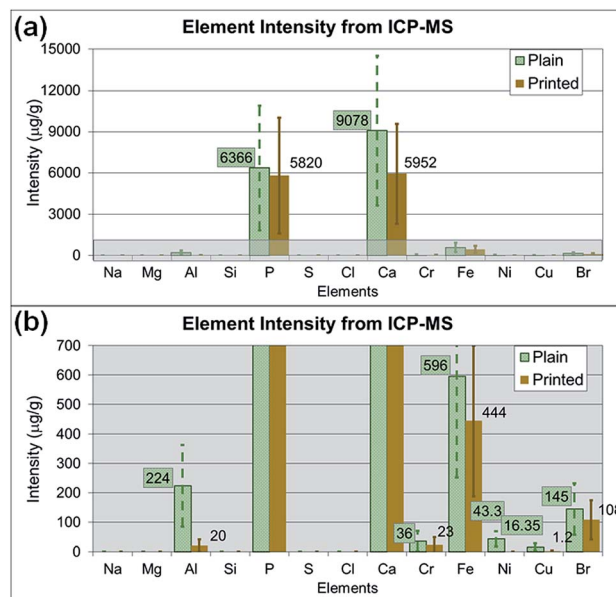 (a)
Element Intensity from ICP-MS
15000
12000
9000
6000
3000
0
Intensity (µg/g)
Plain
Printed
6366
5820
9078
5952
Na Mg Al Si P S Cl Ca Cr Fe Ni Cu Br
Elements
(b)
Element Intensity from ICP-MS
700
600
500
400
300
200
100
0
Intensity (µg/g)
Plain
Printed
224
20
36
23
596
444
43.3
16.35
1.2
145
108
Na Mg Al Si P S Cl Ca Cr Fe Ni Cu Br
Elements